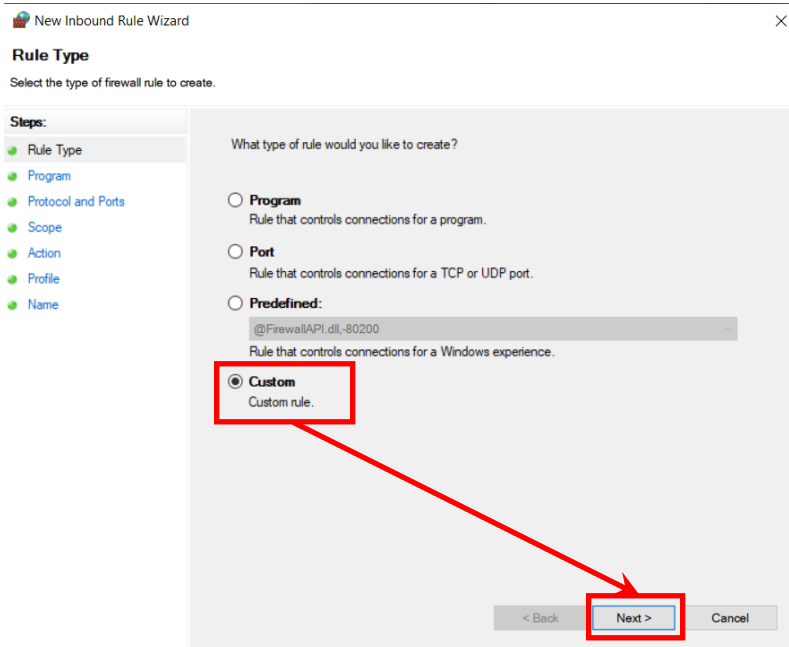 New Inbound Rule Wizard
Rule Type
Select the type of firewall rule to create.
Steps:
Rule Type
Program
Protocol and Ports
Scope
Action
Profile
Name
What type of rule would you like to create?
Program
Rule that controls connections for a program.
Port
Rule that controls connections for a TCP or UDP port.
Predefined:
@FirewallAPI.dll,-80200
Rule that controls connections for a Windows experience.
Custom
Custom rule.
< Back Next > Cancel